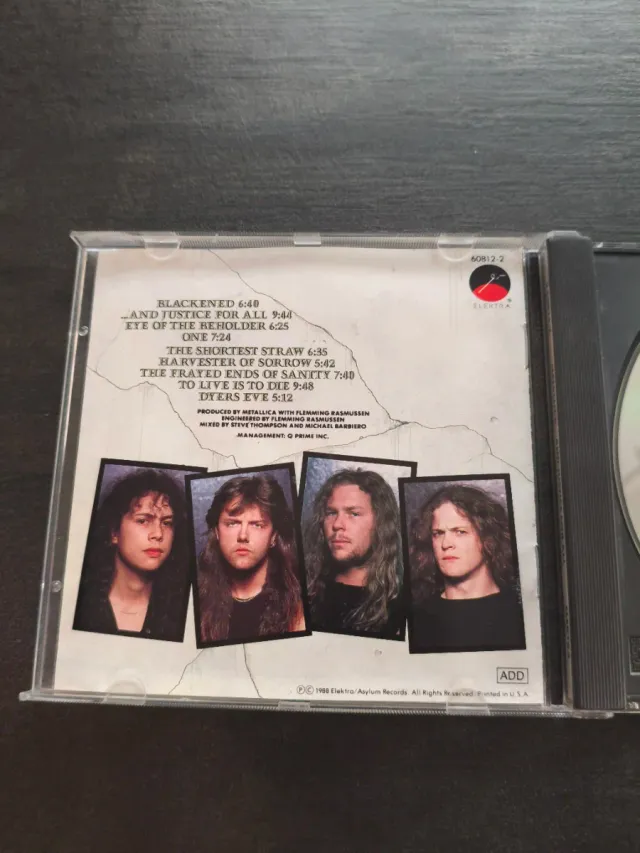 60812-2
ELEKTRA
BLACKENED 6:40
...AND JUSTICE FOR ALL 9:44
EYE OF THE BEHOLDER 6:25
ONE 7:24
THE SHORTEST STRAW 6:35
HARVESTER OF SORROW 5:42
THE FRAYED ENDS OF SANITY 7:40
TO LIVE IS TO DIE 9:48
DYERS EVE 5:12
PRODUCED BY METALLICA WITH FLEMMING RASMUSSEN
ENGINEERED BY FLEMMING RASMUSSEN
MIXED BY STEVE THOMPSON AND MICHAEL BARBIERO
MANAGEMENT: Q PRIME INC.
ADD
℗© 1988 Elektra/Asylum Records. All Rights Reserved. Printed in U.S.A.